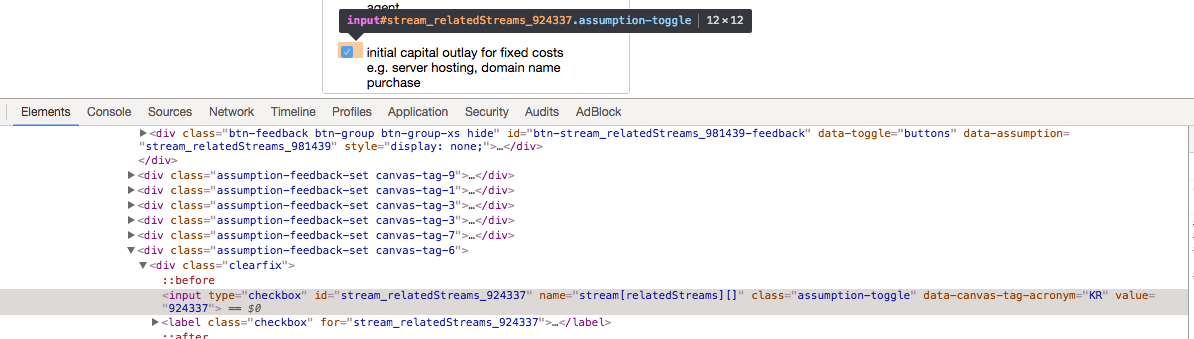 agent
input#stream_relatedStreams_924337.assumption-toggle | 12 × 12
initial capital outlay for fixed costs
e.g. server hosting, domain name
purchase
Elements Console Sources Network Timeline Profiles Application Security Audits AdBlock
▶<div class="btn-feedback btn-group btn-group-xs hide" id="btn-stream_relatedStreams_981439-feedback" data-toggle="buttons" data-assumption=
"stream_relatedStreams_981439" style="display: none;">…</div>
</div>
▶<div class="assumption-feedback-set canvas-tag-9">…</div>
▶<div class="assumption-feedback-set canvas-tag-1">…</div>
▶<div class="assumption-feedback-set canvas-tag-3">…</div>
▶<div class="assumption-feedback-set canvas-tag-3">…</div>
▶<div class="assumption-feedback-set canvas-tag-7">…</div>
▼<div class="assumption-feedback-set canvas-tag-6">
▼<div class="clearfix">
::before
<input type="checkbox" id="stream_relatedStreams_924337" name="stream[relatedStreams][]" class="assumption-toggle" data-canvas-tag-acronym="KR" value=
"924337"> == $0
▶<label class="checkbox" for="stream_relatedStreams_924337">…</label>
::after